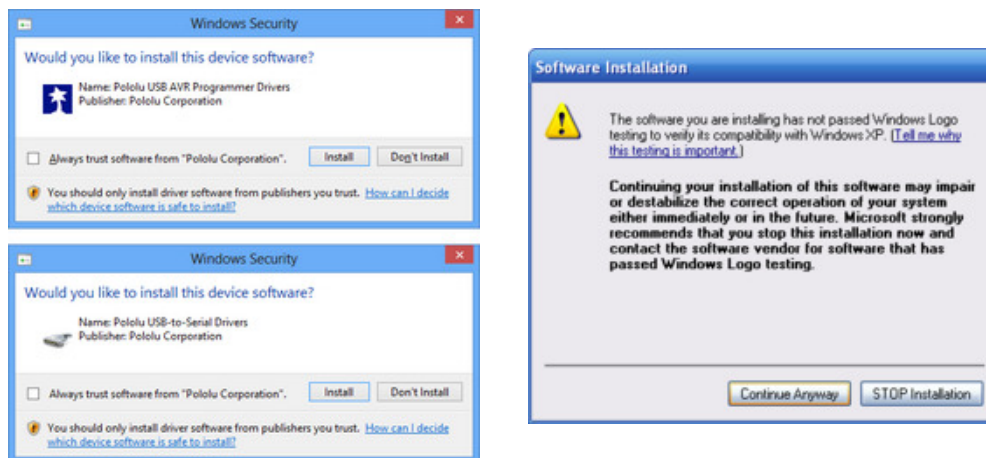 Windows Security
Would you like to install this device software?
Name: Pololu USB AVR Programmer Drivers
Publisher: Pololu Corporation
Always trust software from "Pololu Corporation".
Install
Don't Install
You should only install driver software from publishers you trust. How can I decide
which device software is safe to install?
Windows Security
Would you like to install this device software?
Name: Pololu USB-to-Serial Drivers
Publisher: Pololu Corporation
Always trust software from "Pololu Corporation".
Install
Don't Install
You should only install driver software from publishers you trust. How can I decide
which device software is safe to install?
Software Installation
The software you are installing has not passed Windows Logo
testing to verify its compatibility with Windows XP. (Tell me why
this testing is important.)
Continuing your installation of this software may impair
or destabilize the correct operation of your system
either immediately or in the future. Microsoft strongly
recommends that you stop this installation now and
contact the software vendor for software that has
passed Windows Logo testing.
Continue Anyway
STOP Installation